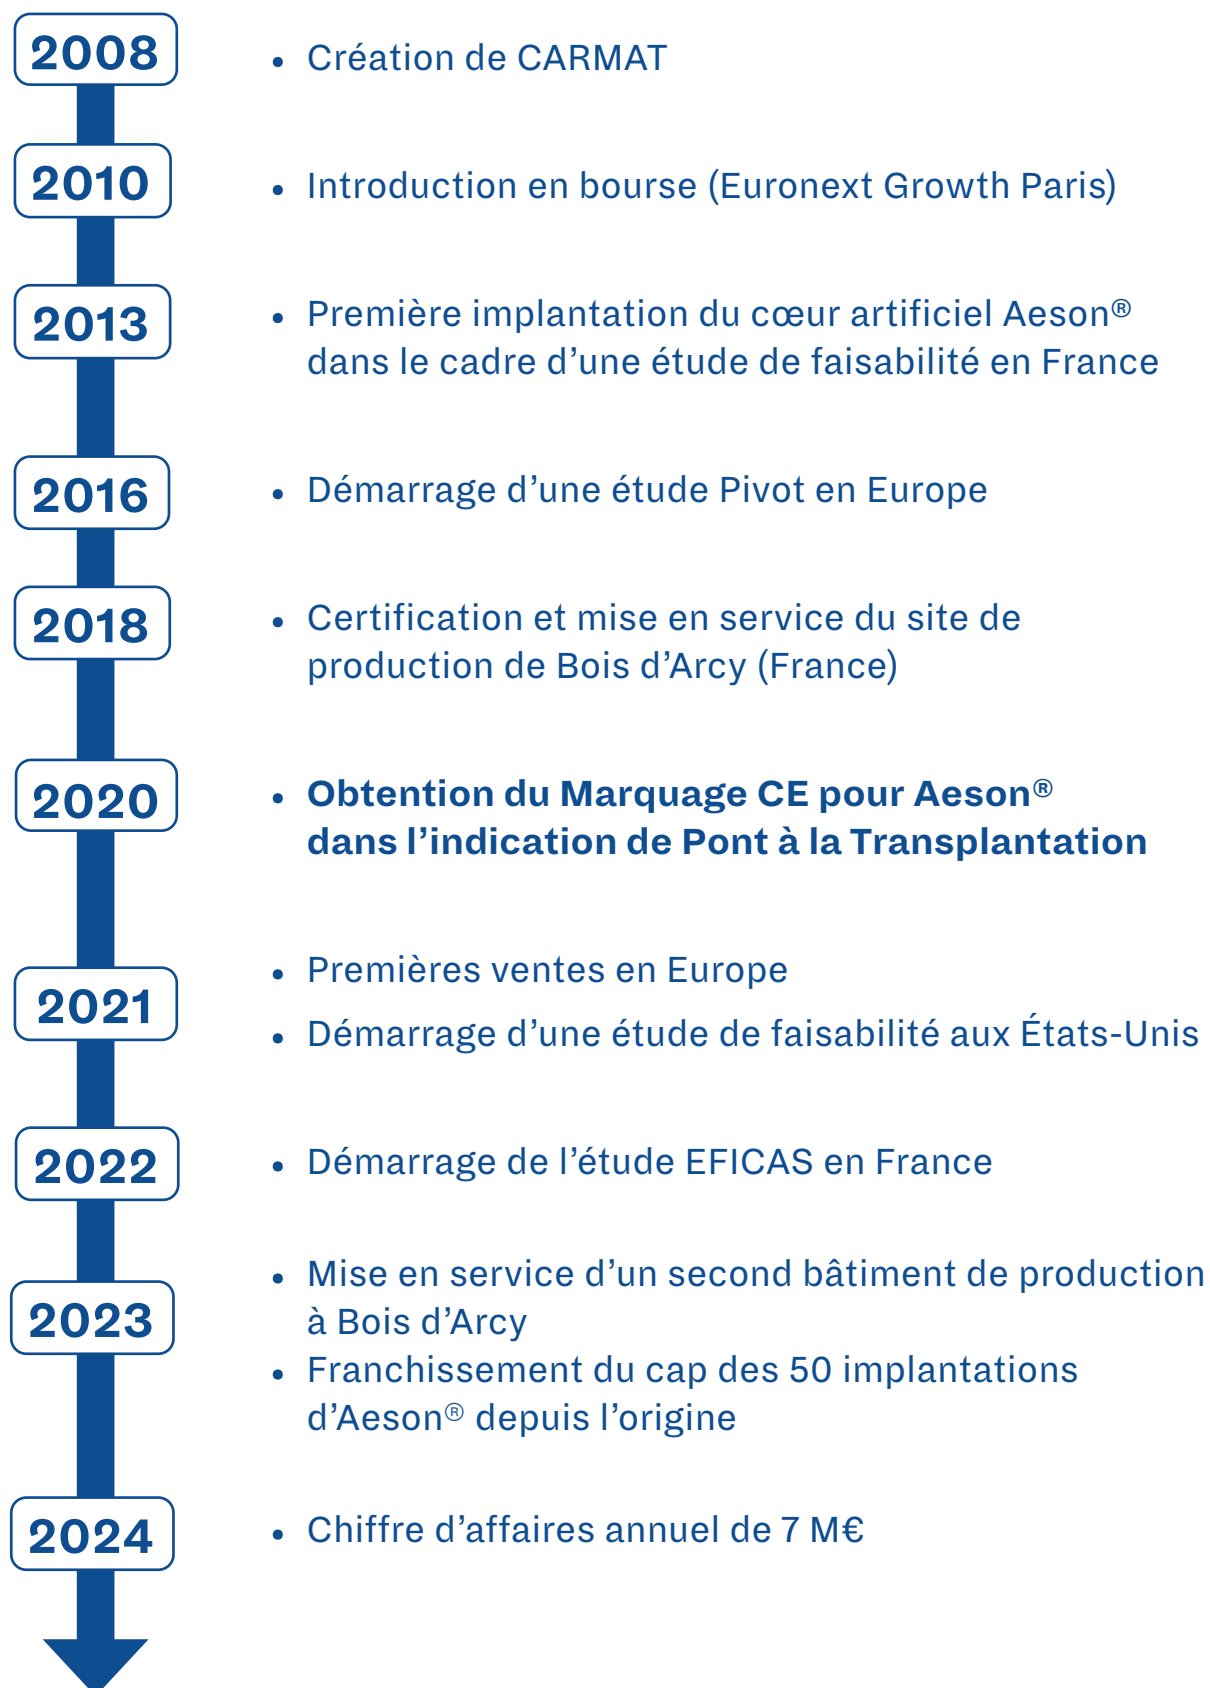 2008
• Création de CARMAT
2010
• Introduction en bourse (Euronext Growth Paris)
2013
• Première implantation du cœur artificiel Aeson®
dans le cadre d’une étude de faisabilité en France
2016
• Démarrage d’une étude Pivot en Europe
2018
• Certification et mise en service du site de
production de Bois d’Arcy (France)
2020
• Obtention du Marquage CE pour Aeson®
dans l’indication de Pont à la Transplantation
2021
• Premières ventes en Europe
• Démarrage d’une étude de faisabilité aux États-Unis
2022
• Démarrage de l’étude EFICAS en France
2023
• Mise en service d’un second bâtiment de production
à Bois d’Arcy
• Franchissement du cap des 50 implantations
d’Aeson® depuis l’origine
2024
• Chiffre d’affaires annuel de 7 M€